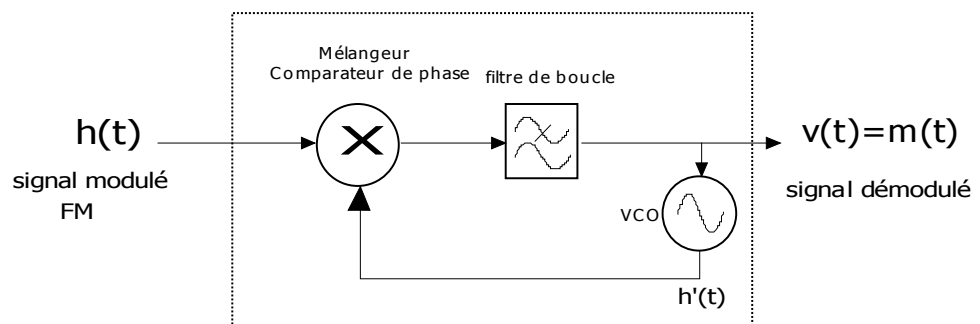 Mélangeur
Comparateur de phase
filtre de boucle
h(t)
v(t)=m(t)
signal modulé
FM
signal démodulé
VCO
h'(t)